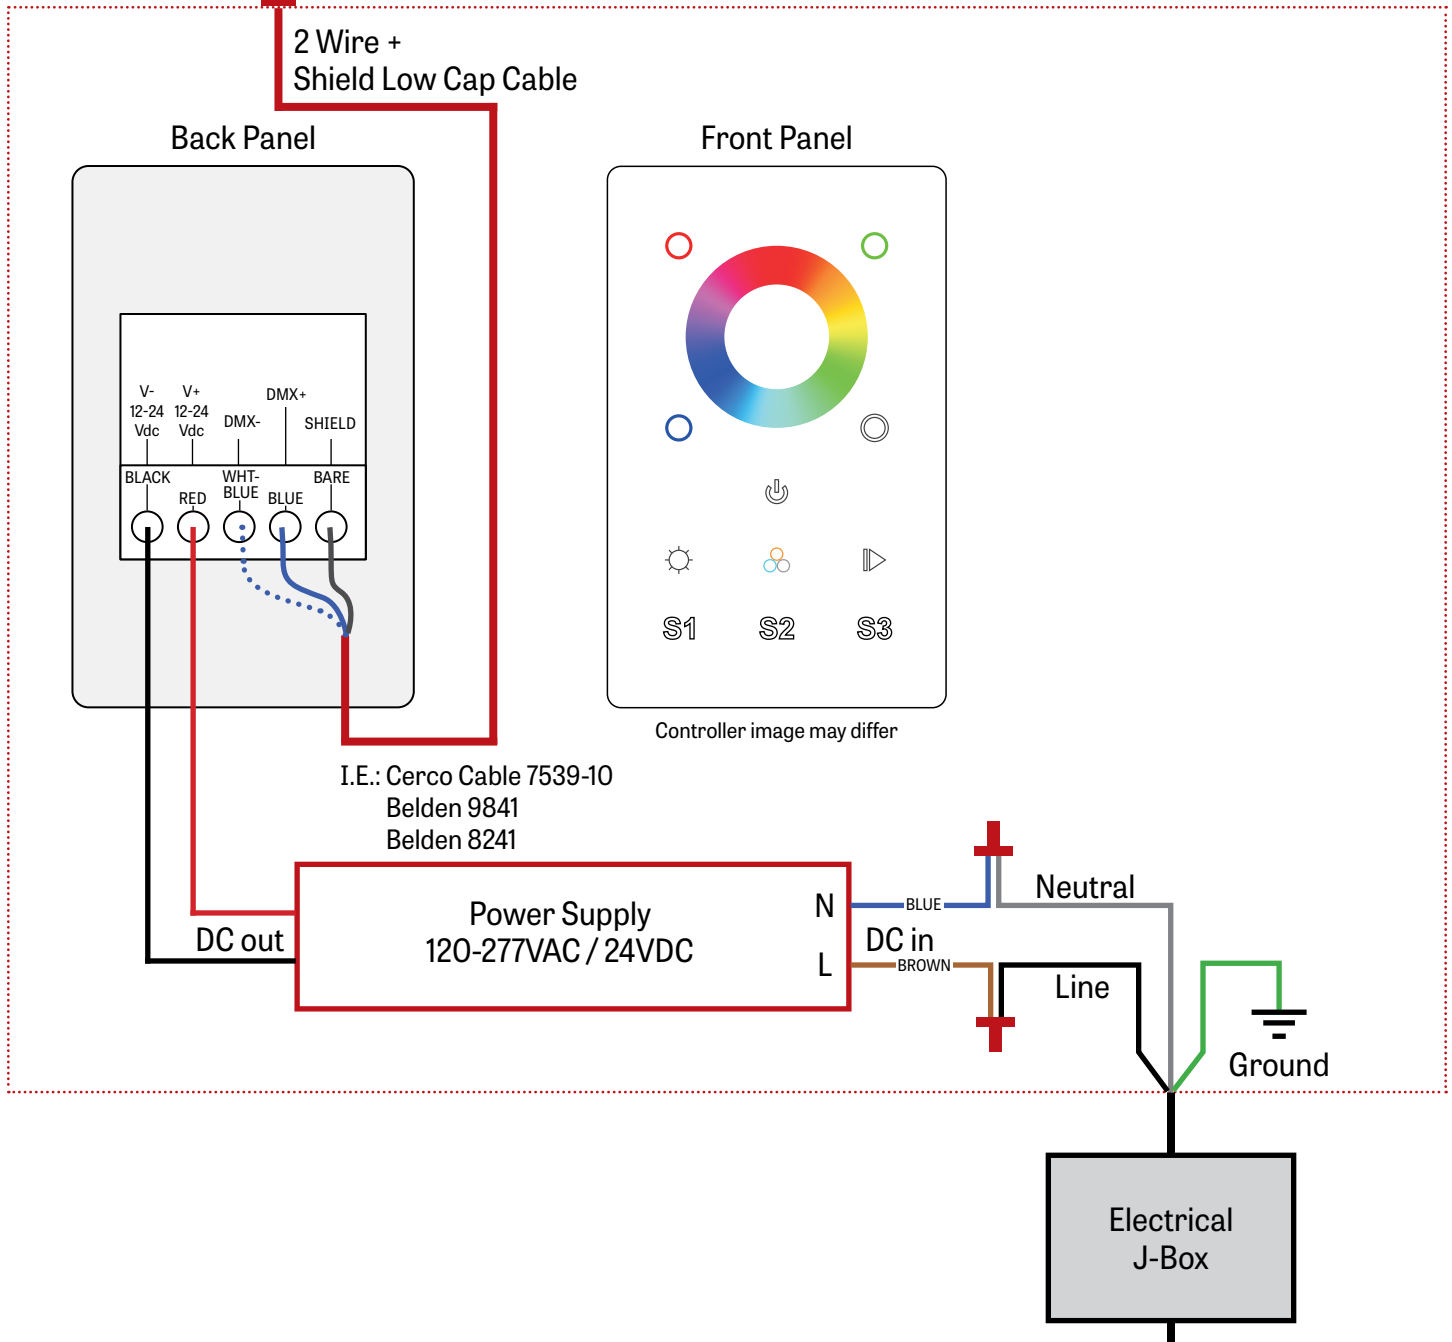 2 Wire +
Shield Low Cap Cable
Back Panel
Front Panel
V-
12-24
Vdc
V+
12-24
Vdc
DMX-
DMX+
SHIELD
BLACK
RED
WHT-
BLUE
BLUE
BARE
S1 S2 S3
Controller image may differ
I.E.: Cerco Cable 7539-10
Belden 9841
Belden 8241
Power Supply
120-277VAC / 24VDC
DC out
N
L
DC in
BLUE
BROWN
Neutral
Line
Ground
Electrical
J-Box